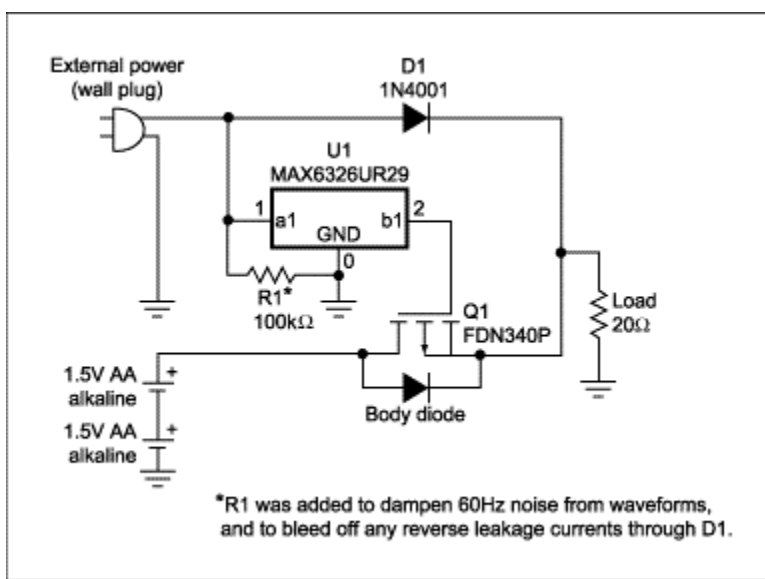 External power
(wall plug)
D1
1N4001
U1
MAX6326UR29
1
a1
b1
2
GND
0
R1*
100kΩ
Q1
FDN340P
Load
20Ω
1.5V AA
alkaline
+
1.5V AA
alkaline
+
Body diode
*R1 was added to dampen 60Hz noise from waveforms,
and to bleed off any reverse leakage currents through D1.